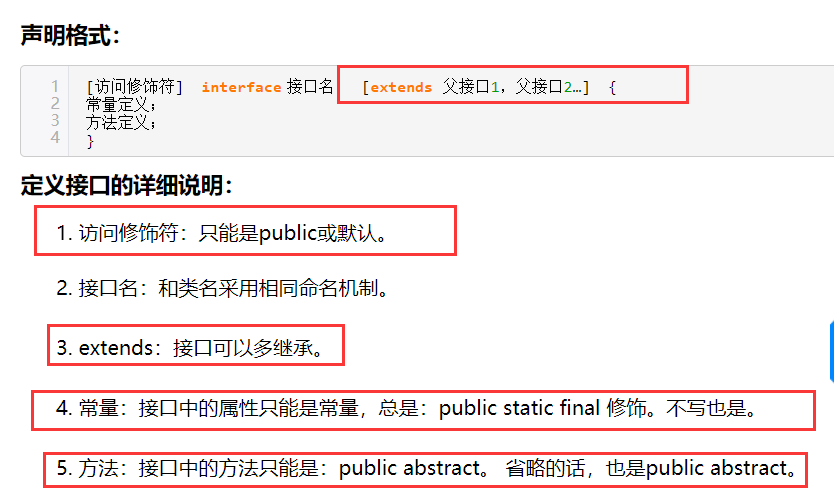 声明格式：
1 [访问修饰符] interface 接口名 [extends 父接口1，父接口2…] {
2 常量定义；
3 方法定义；
4 }
定义接口的详细说明：
1. 访问修饰符：只能是public或默认。
2. 接口名：和类名采用相同命名机制。
3. extends：接口可以多继承。
4. 常量：接口中的属性只能是常量，总是：public static final 修饰。不写也是。
5. 方法：接口中的方法只能是：public abstract。 省略的话，也是public abstract。